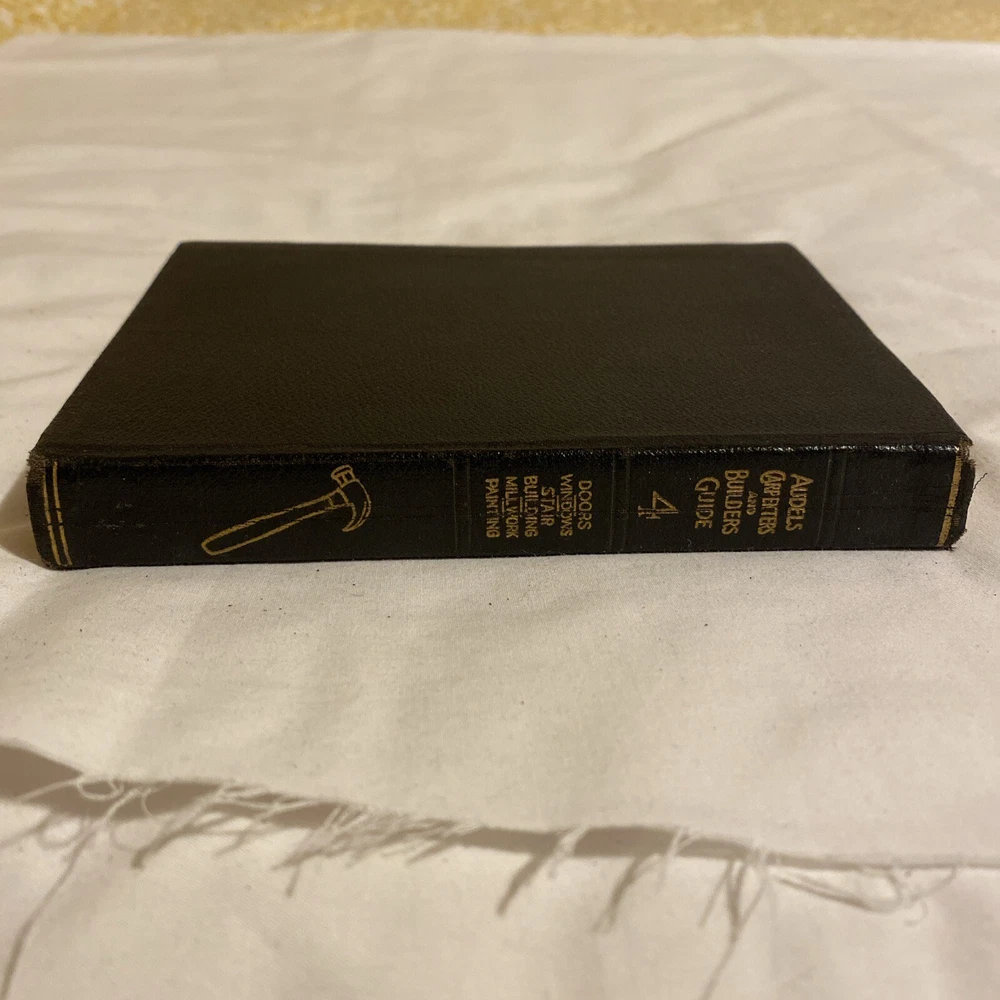 AUDELS
CARPENTERS
AND
BUILDERS
GUIDE
4
DOORS
WINDOWS
STAIR
BUILDING
MILLWORK
PAINTING